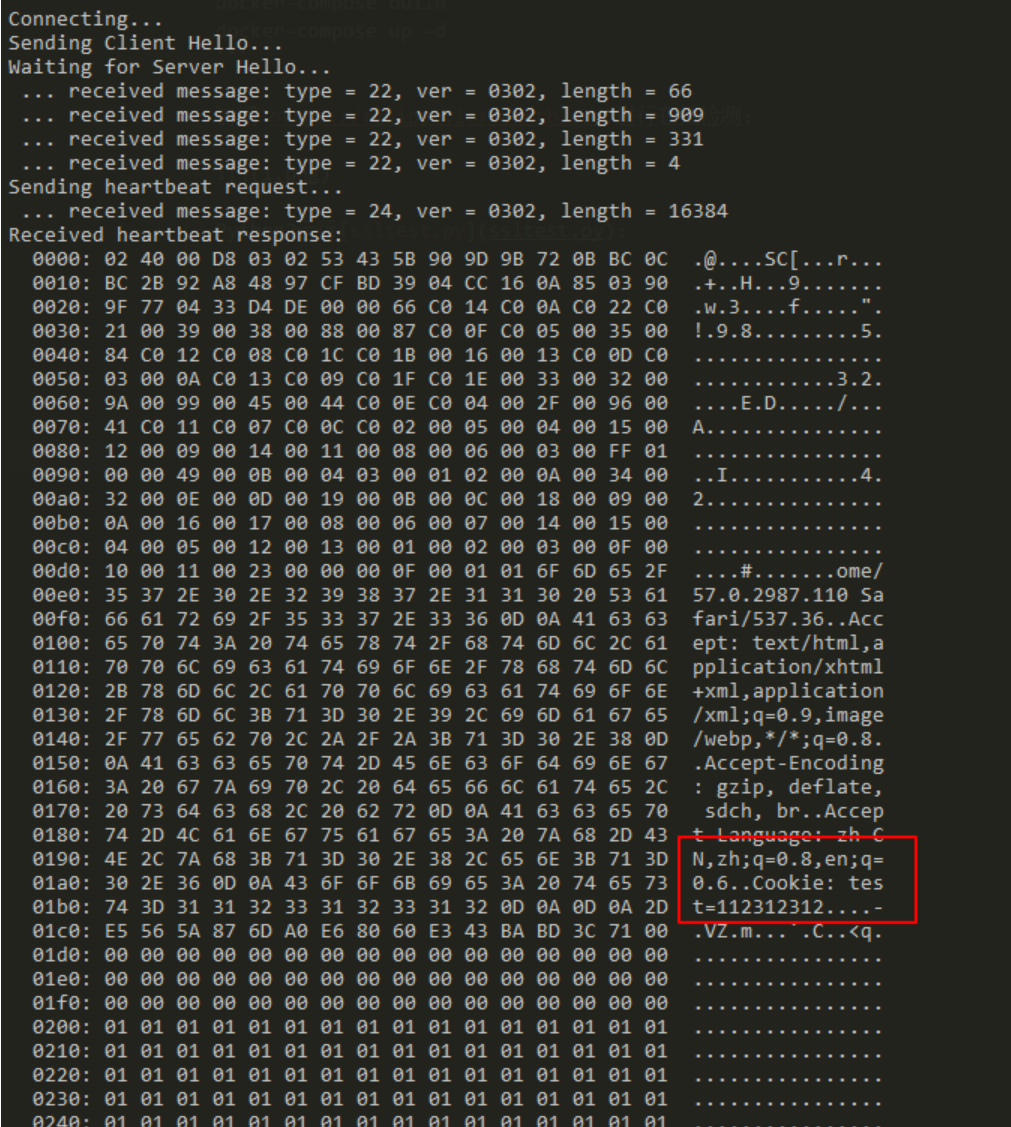 docker-compose build
docker-compose up -d
Connecting...
Sending Client Hello...
Waiting for Server Hello...
 ... received message: type = 22, ver = 0302, length = 66
 ... received message: type = 22, ver = 0302, length = 909
 ... received message: type = 22, ver = 0302, length = 331
 ... received message: type = 22, ver = 0302, length = 4
Sending heartbeat request...
 ... received message: type = 24, ver = 0302, length = 16384
Received heartbeat response:
  0000: 02 40 00 D8 03 02 53 43 5B 90 9D 9B 72 0B BC 0C  .@....SC[...r...
  0010: BC 2B 92 A8 48 97 CF BD 39 04 CC 16 0A 85 03 90  .+..H...9.......
  0020: 9F 77 04 33 D4 DE 00 00 66 C0 14 C0 0A C0 22 C0  .w.3....f.....".
  0030: 21 00 39 00 38 00 88 00 87 C0 0F C0 05 00 35 00  !.9.8.........5.
  0040: 84 C0 12 C0 08 C0 1C C0 1B 00 16 00 13 C0 0D C0  ................
  0050: 03 00 0A C0 13 C0 09 C0 1F C0 1E 00 33 00 32 00  ............3.2.
  0060: 9A 00 99 00 45 00 44 C0 0E C0 04 00 2F 00 96 00  ....E.D...../...
  0070: 41 C0 11 C0 07 C0 0C C0 02 00 05 00 04 00 15 00  A...............
  0080: 12 00 09 00 14 00 11 00 08 00 06 00 03 00 FF 01  ................
  0090: 00 00 49 00 0B 00 04 03 00 01 02 00 0A 00 34 00  ..I...........4.
  00a0: 32 00 0E 00 0D 00 19 00 0B 00 0C 00 18 00 09 00  2...............
  00b0: 0A 00 16 00 17 00 08 00 06 00 07 00 14 00 15 00  ................
  00c0: 04 00 05 00 12 00 13 00 01 00 02 00 03 00 0F 00  ................
  00d0: 10 00 11 00 23 00 00 00 0F 00 01 01 6F 6D 65 2F  ....#.......ome/
  00e0: 35 37 2E 30 2E 32 39 38 37 2E 31 31 30 20 53 61  57.0.2987.110 Sa
  00f0: 66 61 72 69 2F 35 33 37 2E 33 36 0D 0A 41 63 63  fari/537.36..Acc
  0100: 65 70 74 3A 20 74 65 78 74 2F 68 74 6D 6C 2C 61  ept: text/html,a
  0110: 70 70 6C 69 63 61 74 69 6F 6E 2F 78 68 74 6D 6C  pplication/xhtml
  0120: 2B 78 6D 6C 2C 61 70 70 6C 69 63 61 74 69 6F 6E  +xml,application
  0130: 2F 78 6D 6C 3B 71 3D 30 2E 39 2C 69 6D 61 67 65  /xml;q=0.9,image
  0140: 2F 77 65 62 70 2C 2A 2F 2A 3B 71 3D 30 2E 38 0D  /webp,*/*;q=0.8.
  0150: 0A 41 63 63 65 70 74 2D 45 6E 63 6F 64 69 6E 67  .Accept-Encoding
  0160: 3A 20 67 7A 69 70 2C 20 64 65 66 6C 61 74 65 2C  : gzip, deflate,
  0170: 20 73 64 63 68 2C 20 62 72 0D 0A 41 63 63 65 70   sdch, br..Accep
  0180: 74 2D 4C 61 6E 67 75 61 67 65 3A 20 7A 68 2D 43  t-Language: zh-C
  0190: 4E 2C 7A 68 3B 71 3D 30 2E 38 2C 65 6E 3B 71 3D  N,zh;q=0.8,en;q=
  01a0: 30 2E 36 0D 0A 43 6F 6F 6B 69 65 3A 20 74 65 73  0.6..Cookie: tes
  01b0: 74 3D 31 31 32 33 31 32 33 31 32 0D 0A 0D 0A 2D  t=112312312....-
  01c0: E5 56 5A 87 6D A0 E6 80 60 E3 43 BA BD 3C 71 00  .VZ.m...`.C..<q.
  01d0: 00 00 00 00 00 00 00 00 00 00 00 00 00 00 00 00  ................
  01e0: 00 00 00 00 00 00 00 00 00 00 00 00 00 00 00 00  ................
  01f0: 00 00 00 00 00 00 00 00 00 00 00 00 00 00 00 00  ................
  0200: 01 01 01 01 01 01 01 01 01 01 01 01 01 01 01 01  ................
  0210: 01 01 01 01 01 01 01 01 01 01 01 01 01 01 01 01  ................
  0220: 01 01 01 01 01 01 01 01 01 01 01 01 01 01 01 01  ................
  0230: 01 01 01 01 01 01 01 01 01 01 01 01 01 01 01 01  ................
  0240: 01 01 01 01 01 01 01 01 01 01 01 01 01 01 01 01  ................